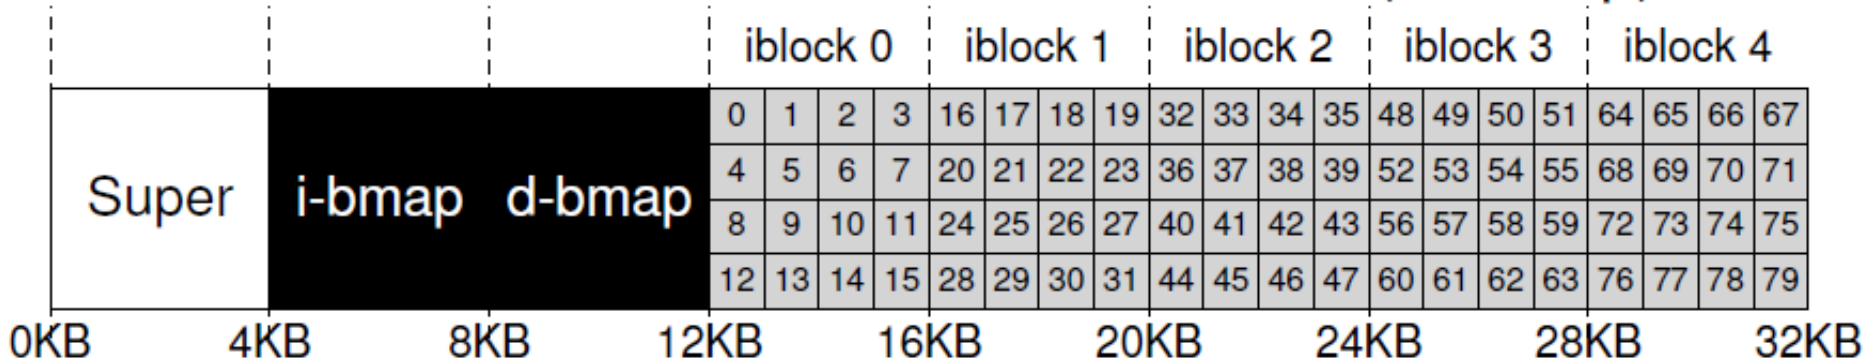 iblock 0 iblock 1 iblock 2 iblock 3 iblock 4
0 1 2 3 16 17 18 19 32 33 34 35 48 49 50 51 64 65 66 67
4 5 6 7 20 21 22 23 36 37 38 39 52 53 54 55 68 69 70 71
Super i-bmap d-bmap
8 9 10 11 24 25 26 27 40 41 42 43 56 57 58 59 72 73 74 75
12 13 14 15 28 29 30 31 44 45 46 47 60 61 62 63 76 77 78 79
0KB 4KB 8KB 12KB 16KB 20KB 24KB 28KB 32KB